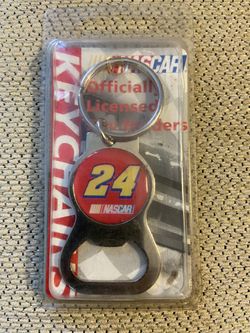 NASCAR
Officially
Licensed
KEYCHAINS
24
NASCAR